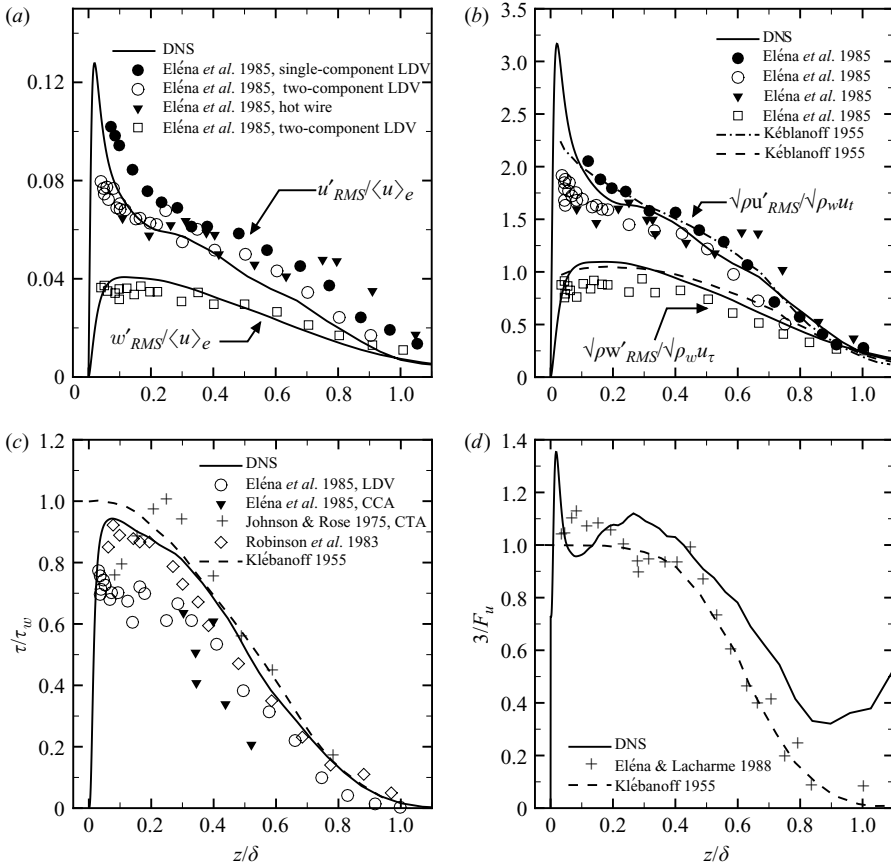 (a)
DNS
Eléna et al. 1985, single-component LDV
Eléna et al. 1985, two-component LDV
Eléna et al. 1985, hot wire
Eléna et al. 1985, two-component LDV
0.12
0.08
0.04
0
u′RMS/⟨u⟩e
w′RMS/⟨u⟩e
0 0.2 0.4 0.6 0.8 1.0
(b)
DNS
Eléna et al. 1985
Eléna et al. 1985
Eléna et al. 1985
Eléna et al. 1985
Kéblanoff 1955
Kéblanoff 1955
3.5
3.0
2.5
2.0
1.5
1.0
0.5
0
√ρu′RMS/√ρwut
√ρw′RMS/√ρwuτ
0 0.2 0.4 0.6 0.8 1.0
(c)
DNS
Eléna et al. 1985, LDV
Eléna et al. 1985, CCA
Johnson & Rose 1975, CTA
Robinson et al. 1983
Klébanoff 1955
1.2
1.0
0.8
0.6
0.4
0.2
0
τ/τw
0 0.2 0.4 0.6 0.8 1.0
z/δ
(d)
1.4
1.2
1.0
0.8
0.6
0.4
0.2
0
3/Fu
DNS
Eléna & Lacharme 1988
Klébanoff 1955
0 0.2 0.4 0.6 0.8 1.0
z/δ